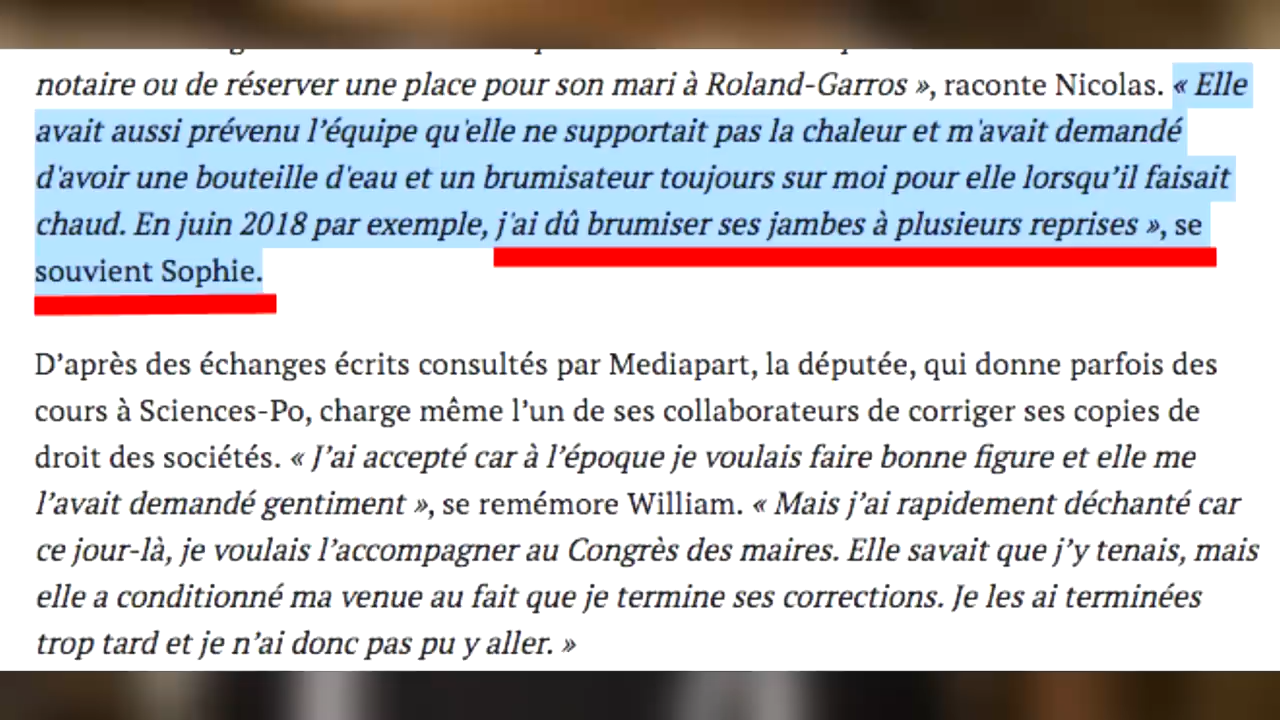 notaire ou de réserver une place pour son mari à Roland-Garros », raconte Nicolas. « Elle
avait aussi prévenu l’équipe qu'elle ne supportait pas la chaleur et m'avait demandé
d'avoir une bouteille d'eau et un brumisateur toujours sur moi pour elle lorsqu’il faisait
chaud. En juin 2018 par exemple, j'ai dû brumiser ses jambes à plusieurs reprises », se
souvient Sophie.
D’après des échanges écrits consultés par Mediapart, la députée, qui donne parfois des
cours à Sciences-Po, charge même l’un de ses collaborateurs de corriger ses copies de
droit des sociétés. « J’ai accepté car à l’époque je voulais faire bonne figure et elle me
l’avait demandé gentiment », se remémore William. « Mais j’ai rapidement déchanté car
ce jour-là, je voulais l’accompagner au Congrès des maires. Elle savait que j’y tenais, mais
elle a conditionné ma venue au fait que je termine ses corrections. Je les ai terminées
trop tard et je n’ai donc pas pu y aller. »